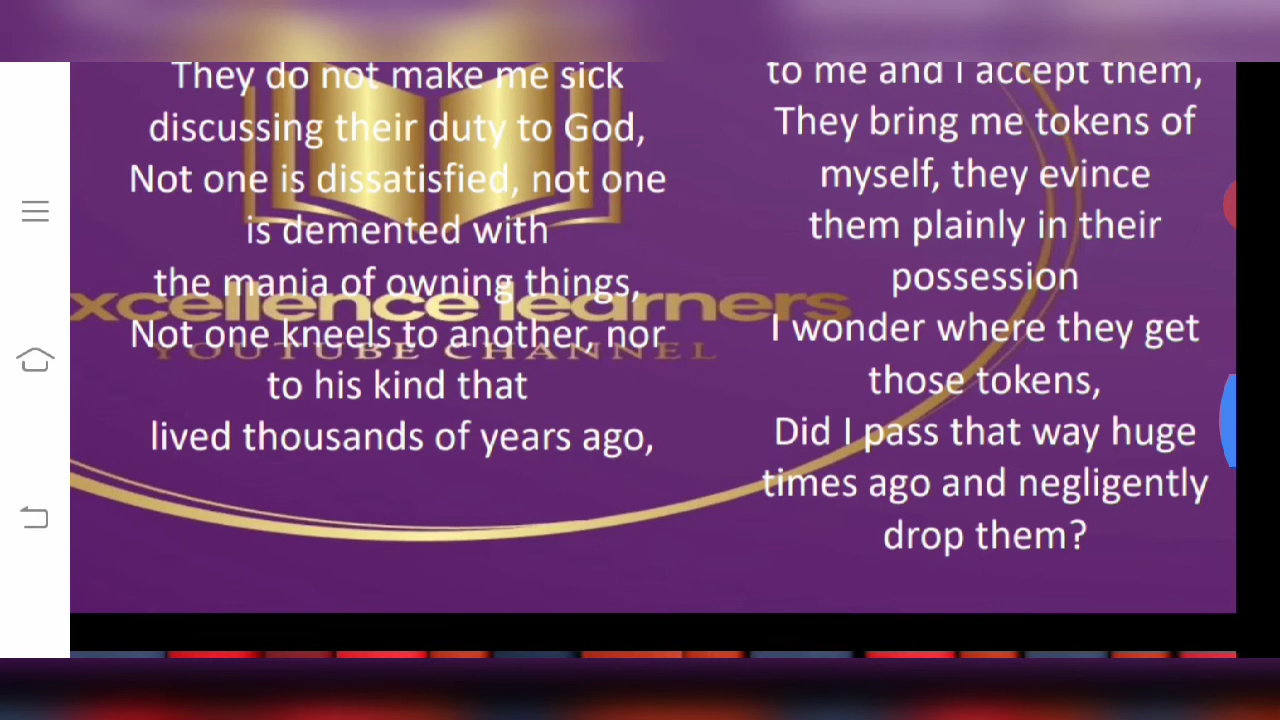 They do not make me sick
discussing their duty to God,
Not one is dissatisfied, not one
is demented with
the mania of owning things,
Not one kneels to another, nor
to his kind that
lived thousands of years ago,
xcellence learners
YOUTUBE CHANNEL
to me and I accept them,
They bring me tokens of
myself, they evince
them plainly in their
possession
I wonder where they get
those tokens,
Did I pass that way huge
times ago and negligently
drop them?